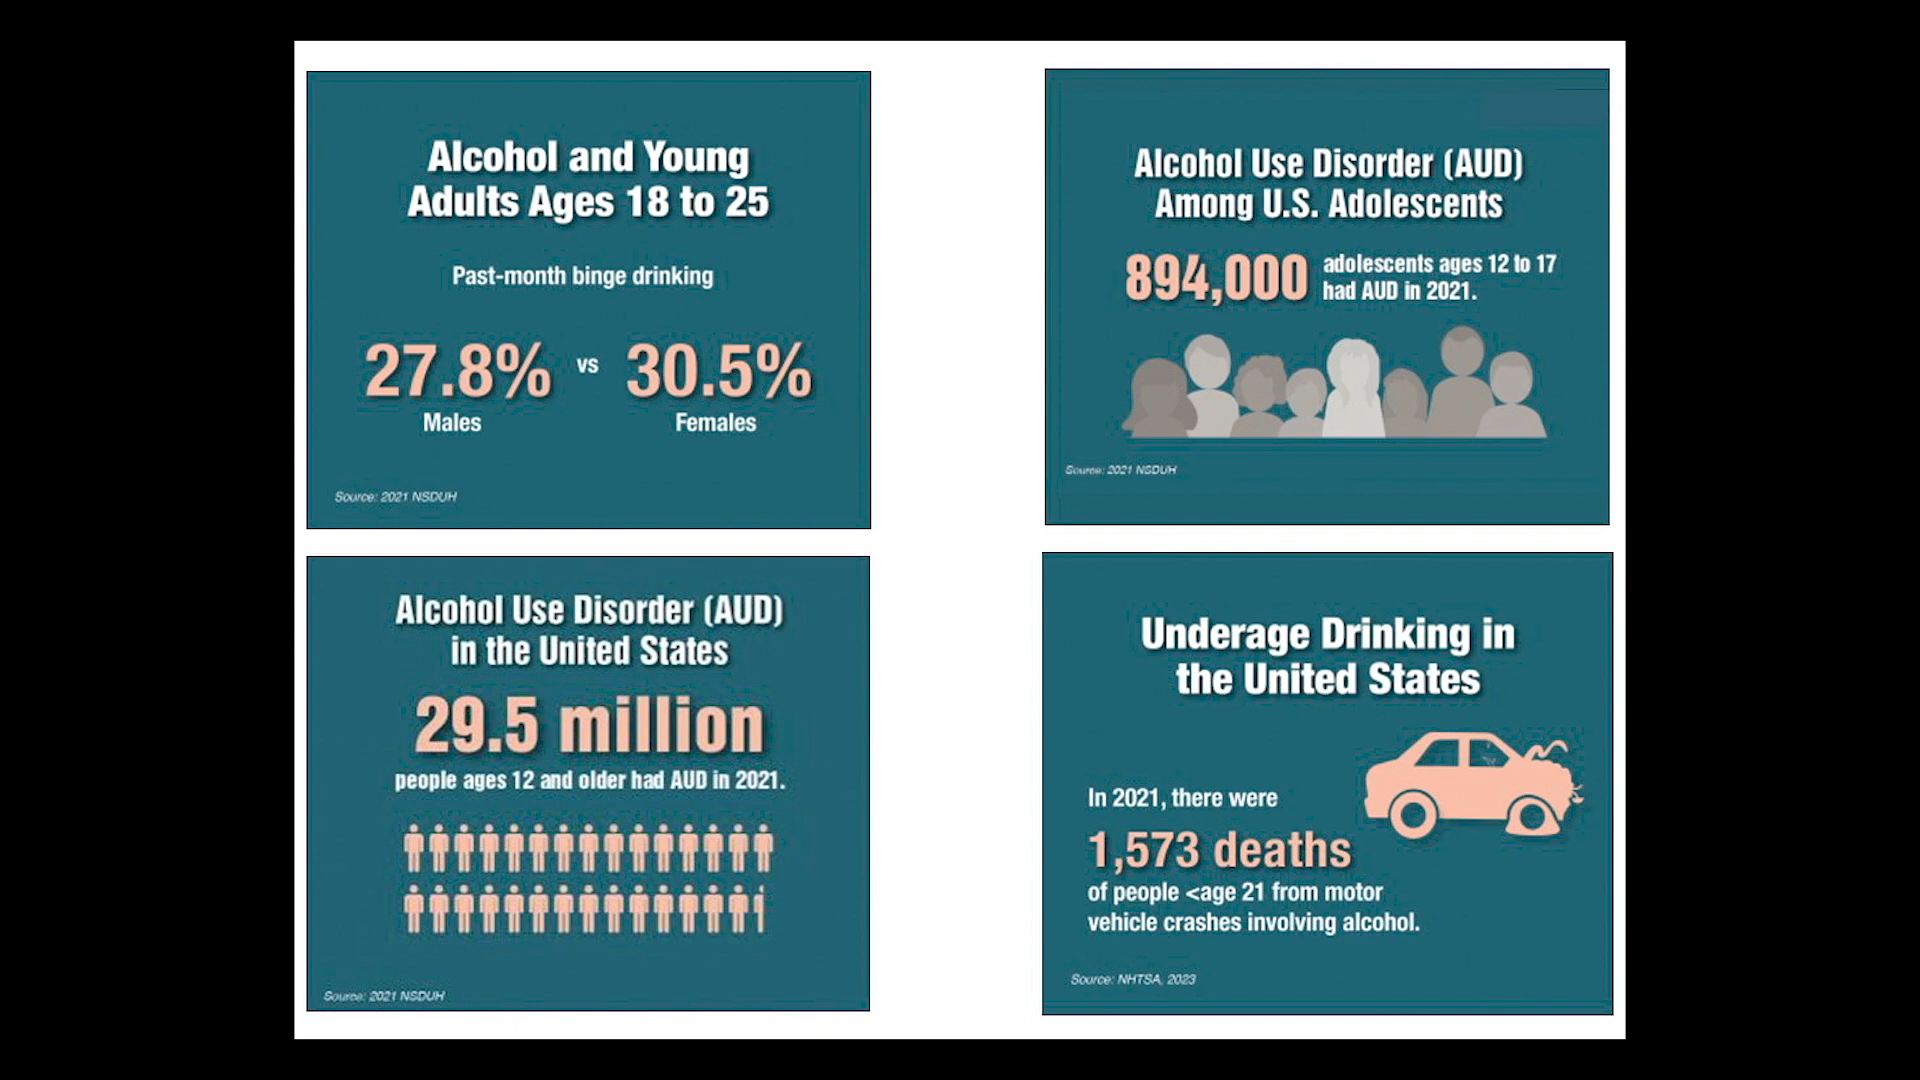 Alcohol and Young
Adults Ages 18 to 25
Past-month binge drinking
27.8% vs 30.5%
Males Females
Source: 2021 NSDUH
Alcohol Use Disorder (AUD)
Among U.S. Adolescents
894,000 adolescents ages 12 to 17
had AUD in 2021.
Source: 2021 NSDUH
Alcohol Use Disorder (AUD)
in the United States
29.5 million
people ages 12 and older had AUD in 2021.
Source: 2021 NSDUH
Underage Drinking in
the United States
In 2021, there were
1,573 deaths
of people <age 21 from motor
vehicle crashes involving alcohol.
Source: NHTSA, 2023